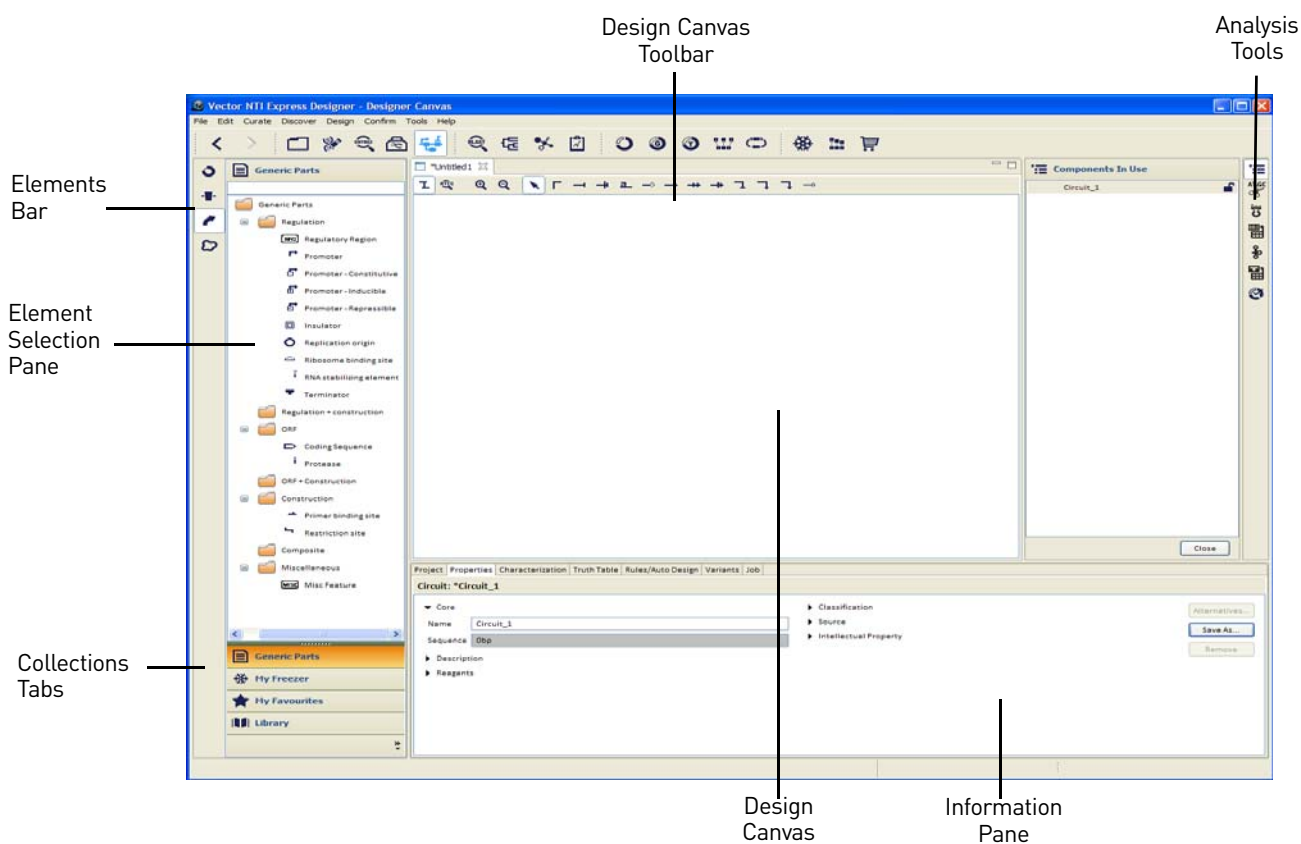 Design Canvas
Toolbar
Analysis
Tools
Vector NTI Express Designer - Designer Canvas
File Edit Curate Discover Design Confirm Tools Help
Elements
Bar
Generic Parts
*Untitled1
Components In Use
Circuit_1
Generic Parts
Regulation
Regulatory Region
Promoter
Promoter-Constitutive
Promoter-Inducible
Promoter-Repressible
Insulator
Replication origin
Ribosome binding site
RNA stabilizing element
Terminator
Regulation + construction
ORF
Coding Sequence
Protease
ORF + Construction
Construction
Primer binding site
Restriction site
Composite
Miscellaneous
Misc Feature
Element
Selection
Pane
Close
Project Properties Characterization Truth Table Rules/Auto Design Variants Job
Circuit: *Circuit_1
Core
Name Circuit_1
Sequence 0bp
Description
Reagents
Classification
Source
Intellectual Property
Alternatives...
Save As...
Remove
Collections
Tabs
Generic Parts
My Freezer
My Favourites
Library
Design
Canvas
Information
Pane